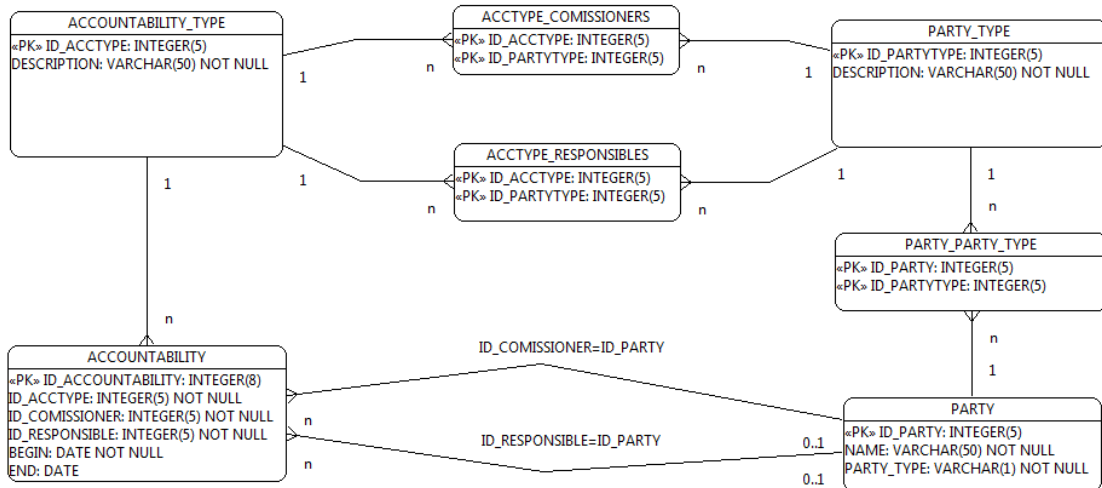 ACCOUNTABILITY_TYPE
«PK» ID_ACCTYPE: INTEGER(5)
DESCRIPTION: VARCHAR(50) NOT NULL
ACCTYPE_COMISSIONERS
«PK» ID_ACCTYPE: INTEGER(5)
«PK» ID_PARTYTYPE: INTEGER(5)
PARTY_TYPE
«PK» ID_PARTYTYPE: INTEGER(5)
DESCRIPTION: VARCHAR(50) NOT NULL
1
n
n
1
ACCTYPE_RESPONSIBLES
«PK» ID_ACCTYPE: INTEGER(5)
«PK» ID_PARTYTYPE: INTEGER(5)
1
n
n
1
1
n
1
n
PARTY_PARTY_TYPE
«PK» ID_PARTY: INTEGER(5)
«PK» ID_PARTYTYPE: INTEGER(5)
n
1
ACCOUNTABILITY
«PK» ID_ACCOUNTABILITY: INTEGER(8)
ID_ACCTYPE: INTEGER(5) NOT NULL
ID_COMISSIONER: INTEGER(5) NOT NULL
ID_RESPONSIBLE: INTEGER(5) NOT NULL
BEGIN: DATE NOT NULL
END: DATE
ID_COMISSIONER=ID_PARTY
n
0..1
ID_RESPONSIBLE=ID_PARTY
n
0..1
PARTY
«PK» ID_PARTY: INTEGER(5)
NAME: VARCHAR(50) NOT NULL
PARTY_TYPE: VARCHAR(1) NOT NULL